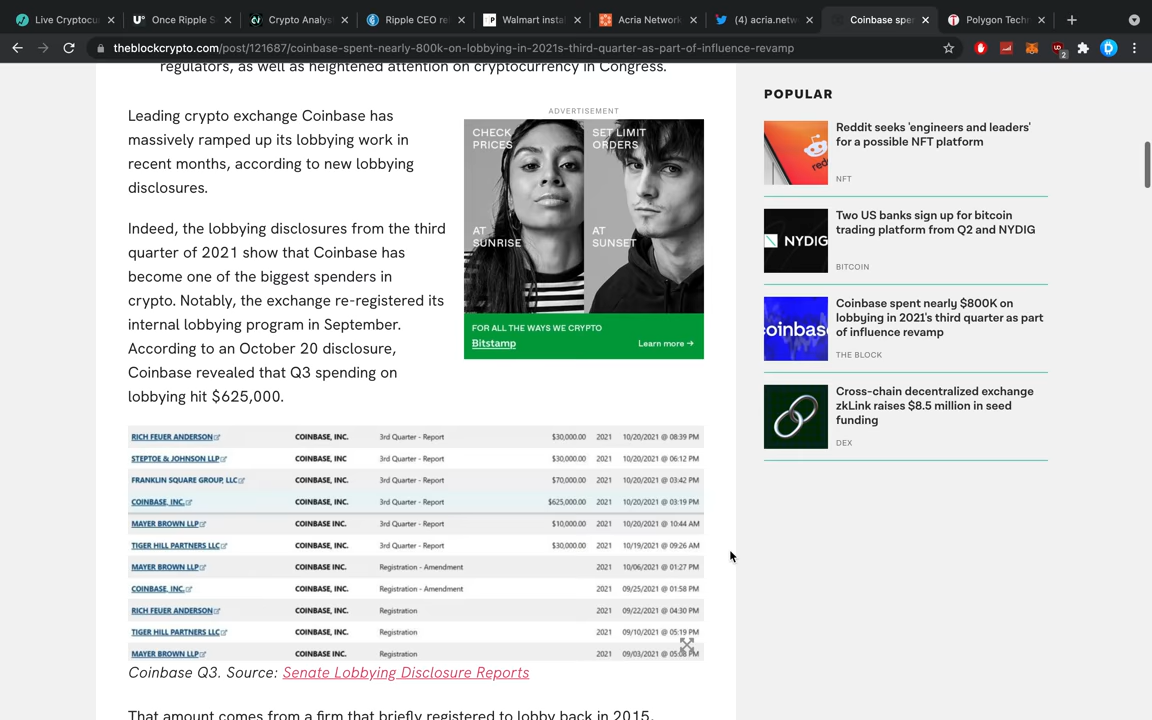 Live Cryptocu
Once Ripple S
Crypto Analys
Ripple CEO re
Walmart insta
Acria Network
(4) acria.netw
Coinbase spe
Polygon Tech
theblockcrypto.com/post/121687/coinbase-spent-nearly-800k-on-lobbying-in-2021s-third-quarter-as-part-of-influence-revamp
2
regulators, as well as heightened attention on cryptocurrency in Congress.
Leading crypto exchange Coinbase has
massively ramped up its lobbying work in
recent months, according to new lobbying
disclosures.
Indeed, the lobbying disclosures from the third
quarter of 2021 show that Coinbase has
become one of the biggest spenders in
crypto. Notably, the exchange re-registered its
internal lobbying program in September.
According to an October 20 disclosure,
Coinbase revealed that Q3 spending on
lobbying hit $625,000.
ADVERTISEMENT
CHECK PRICES
SET LIMIT ORDERS
AT SUNRISE
AT SUNSET
FOR ALL THE WAYS WE CRYPTO
Bitstamp
Learn more →
RICH FEUER ANDERSON COINBASE, INC. 3rd Quarter - Report $30,000.00 2021 10/20/2021 @ 08:39 PM
STEPTOE & JOHNSON LLP COINBASE, INC 3rd Quarter - Report $30,000.00 2021 10/20/2021 @ 06:12 PM
FRANKLIN SQUARE GROUP, LLC COINBASE, INC. 3rd Quarter - Report $70,000.00 2021 10/20/2021 @ 03:42 PM
COINBASE, INC. COINBASE, INC. 3rd Quarter - Report $625,000.00 2021 10/20/2021 @ 03:19 PM
MAYER BROWN LLP COINBASE INC. 3rd Quarter - Report $10,000.00 2021 10/20/2021 @ 10:44 AM
TIGER HILL PARTNERS LLC COINBASE, INC. 3rd Quarter - Report $30,000.00 2021 10/19/2021 @ 09:26 AM
MAYER BROWN LLP COINBASE INC. Registration - Amendment 2021 10/06/2021 @ 01:27 PM
COINBASE, INC. COINBASE, INC. Registration - Amendment 2021 09/25/2021 @ 01:58 PM
RICH FEUER ANDERSON COINBASE, INC. Registration 2021 09/22/2021 @ 04:30 PM
TIGER HILL PARTNERS LLC COINBASE, INC. Registration 2021 09/10/2021 @ 05:19 PM
MAYER BROWN LLP COINBASE INC. Registration 2021 09/03/2021 @ PM
Coinbase Q3. Source: Senate Lobbying Disclosure Reports
That amount comes from a firm that briefly registered to lobby back in 2015.
POPULAR
Reddit seeks 'engineers and leaders'
for a possible NFT platform
NFT
NYDIG
Two US banks sign up for bitcoin
trading platform from Q2 and NYDIG
BITCOIN
oinbas
Coinbase spent nearly $800K on
lobbying in 2021's third quarter as part
of influence revamp
THE BLOCK
Cross-chain decentralized exchange
zkLink raises $8.5 million in seed
funding
DEX